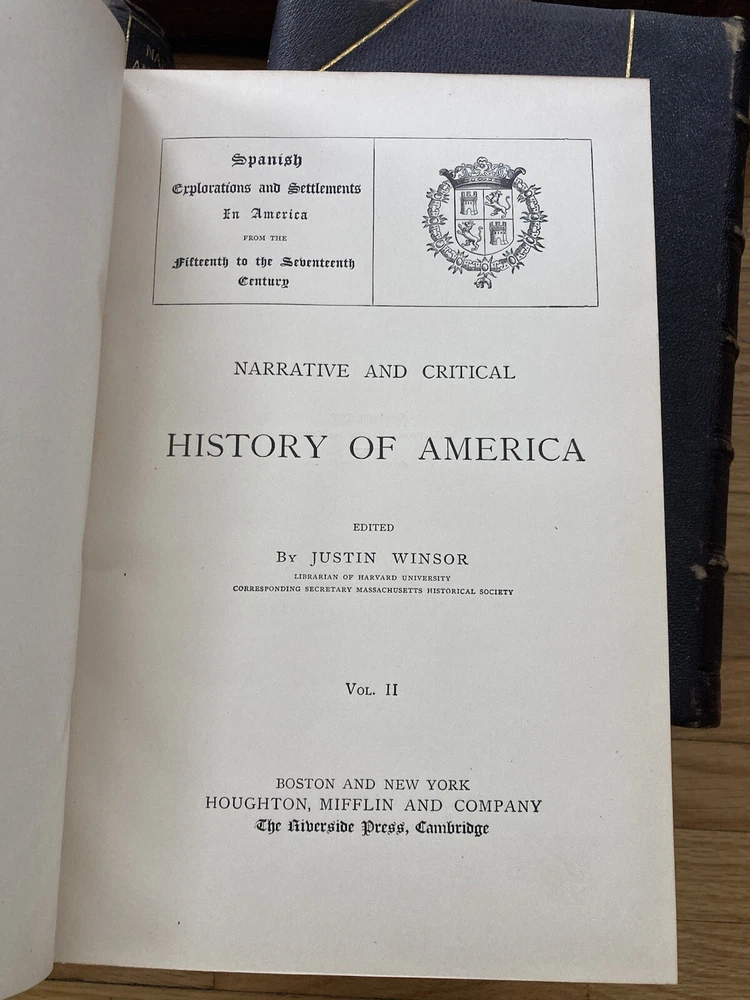 Spanish
Explorations and Settlements
In America
FROM THE
Fifteenth to the Seventeenth
Century
NARRATIVE AND CRITICAL
HISTORY OF AMERICA
EDITED
BY JUSTIN WINSOR
LIBRARIAN OF HARVARD UNIVERSITY
CORRESPONDING SECRETARY MASSACHUSETTS HISTORICAL SOCIETY
VOL. II
BOSTON AND NEW YORK
HOUGHTON, MIFFLIN AND COMPANY
The Riverside Press, Cambridge